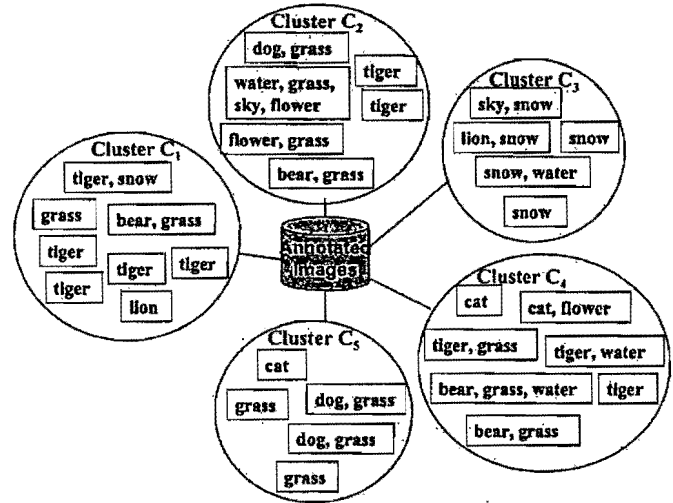 Cluster C2
dog, grass
water, grass,
sky, flower
tiger
tiger
flower, grass
bear, grass
Cluster C3
sky, snow
lion, snow
snow
snow, water
snow
Cluster C1
tiger, snow
grass
bear, grass
tiger
tiger
tiger
tiger
lion
Annotated
Images
Cluster C4
cat
cat, flower
tiger, grass
tiger, water
bear, grass, water
tiger
bear, grass
Cluster C5
cat
grass
dog, grass
dog, grass
grass